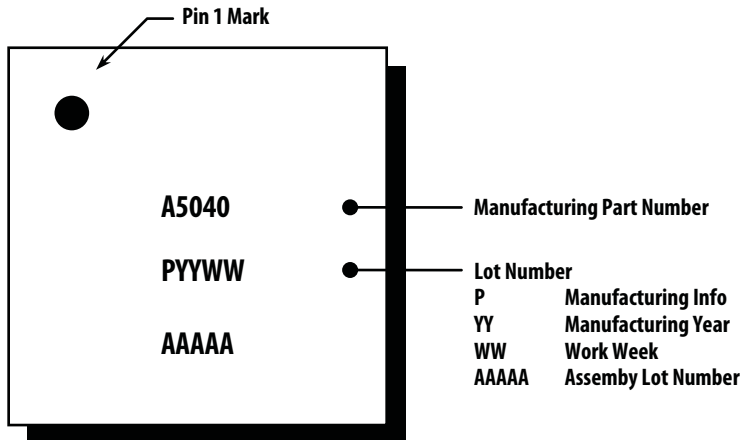 Pin 1 Mark
A5040
Manufacturing Part Number
PYYWW
Lot Number
P Manufacturing Info
YY Manufacturing Year
WW Work Week
AAAAA
AAAAA Assemby Lot Number